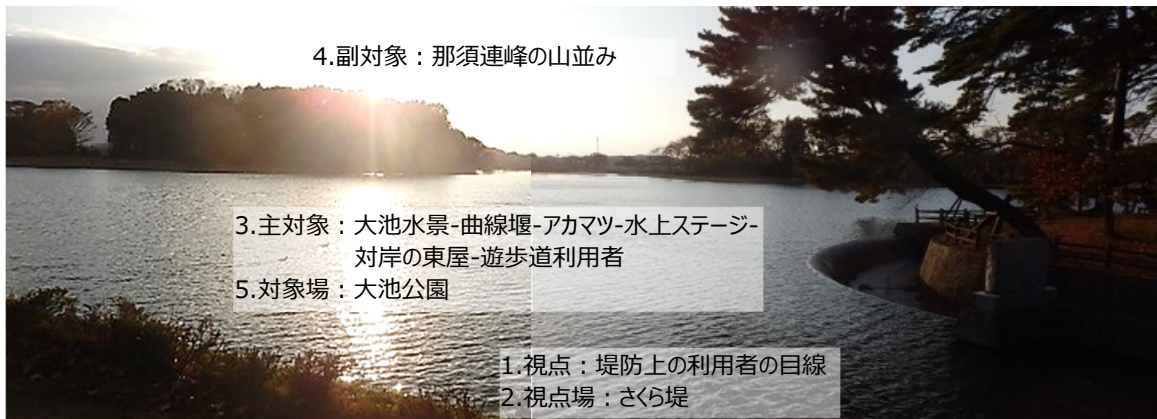 4.副対象：那須連峰の山並み
3.主対象：大池水景-曲線堰-アカマツ-水上ステージ-
対岸の東屋-遊歩道利用者
5.対象場：大池公園
1.視点：堤防上の利用者の目線
2.視点場：さくら堤